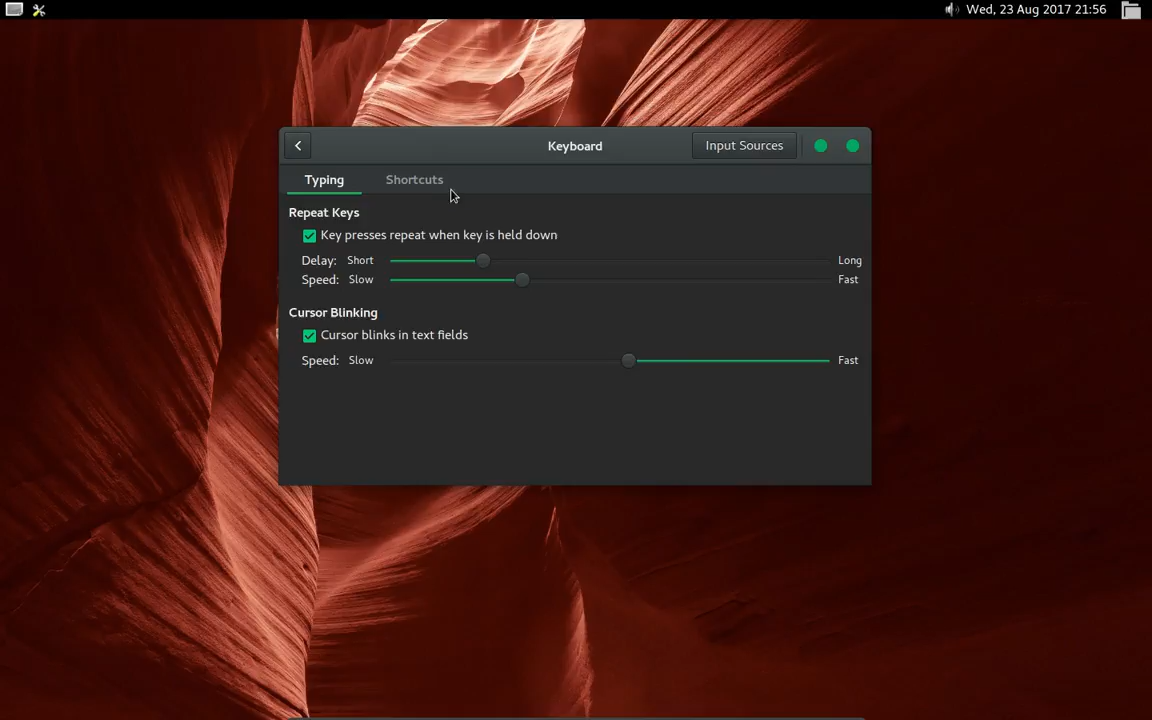 Wed, 23 Aug 2017 21:56
Keyboard
Input Sources
Typing
Shortcuts
Repeat Keys
Key presses repeat when key is held down
Delay: Short Long
Speed: Slow Fast
Cursor Blinking
Cursor blinks in text fields
Speed: Slow Fast